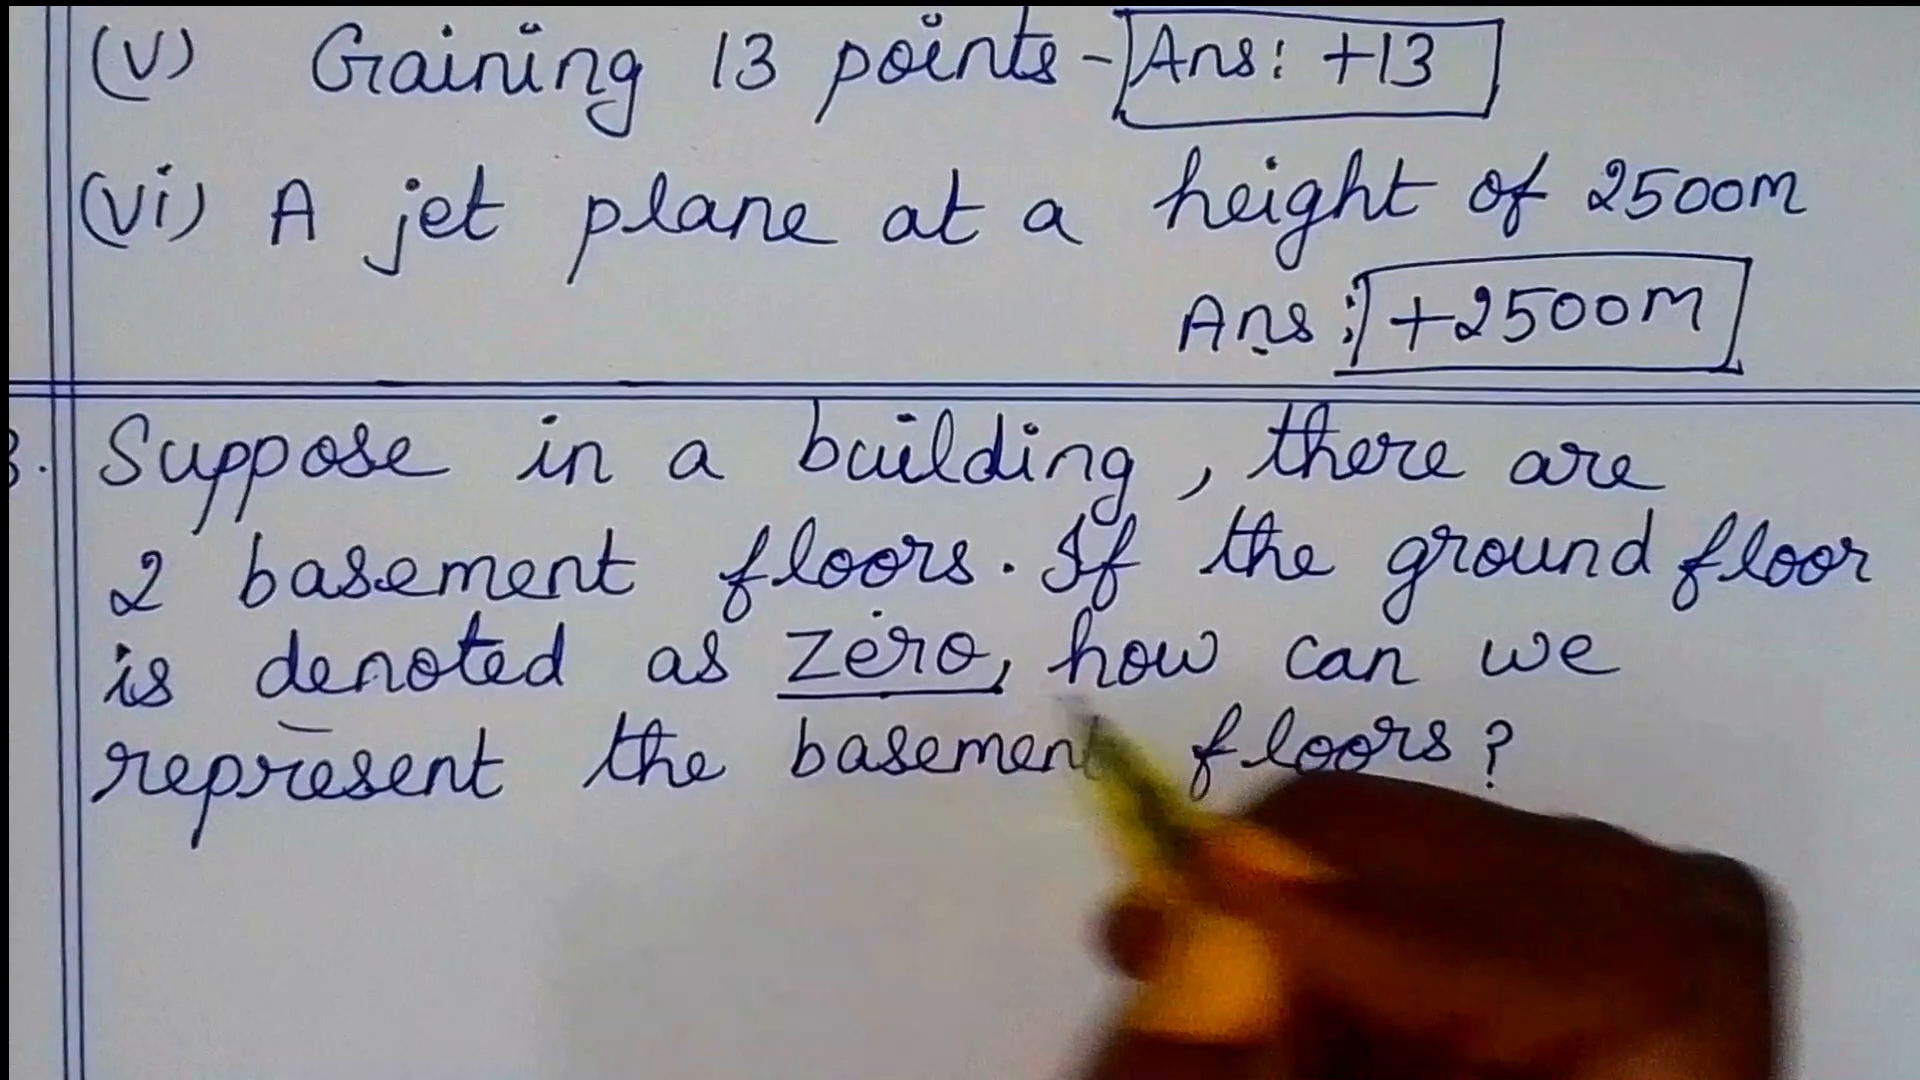 (v) Gaining 13 points - Ans: +13
(vi) A jet plane at a height of 2500m
Ans: +2500m
3. Suppose in a building, there are
2 basement floors. If the ground floor
is denoted as zero, how can we
represent the basement floors?